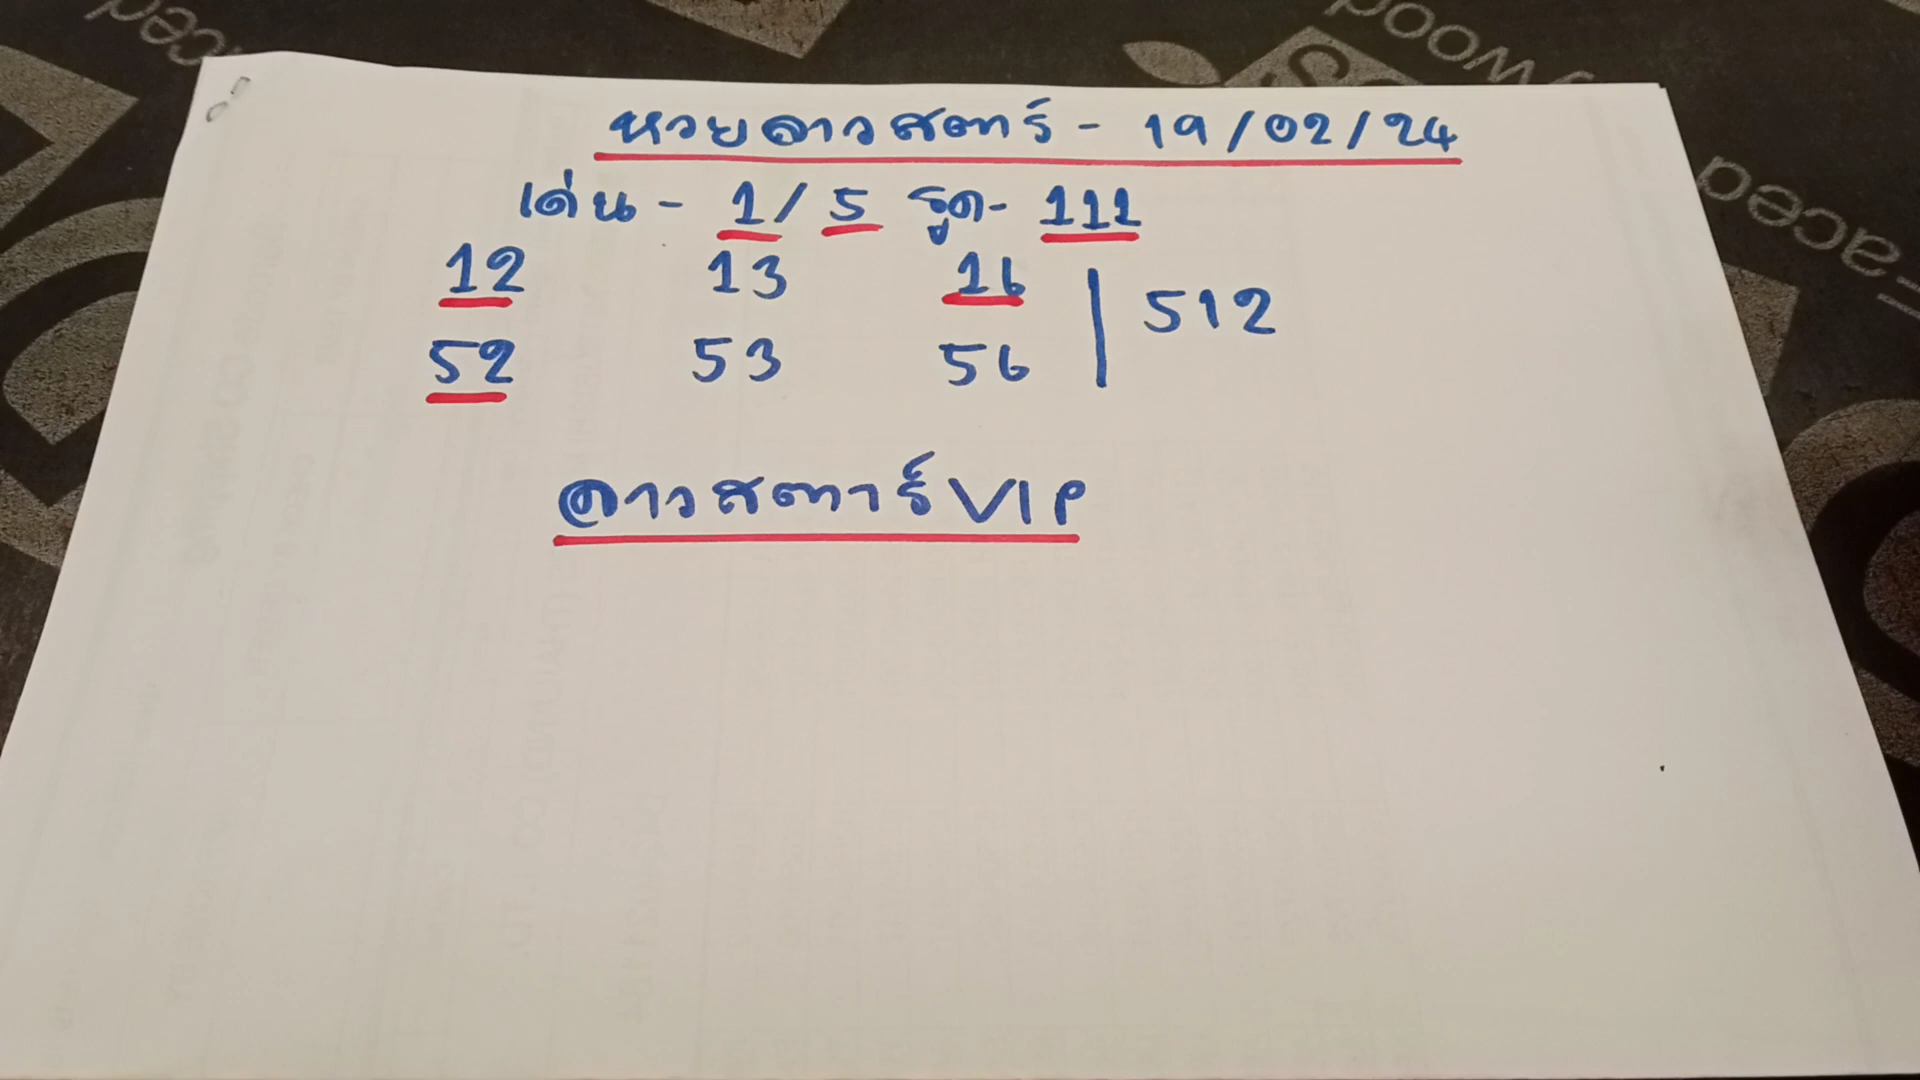 หวยลาวสตาร์ - 19/02/24
เด่น - 1/5 รูด- 111
12 13 16 | 512
52 53 56
ลาวสตาร์ VIP